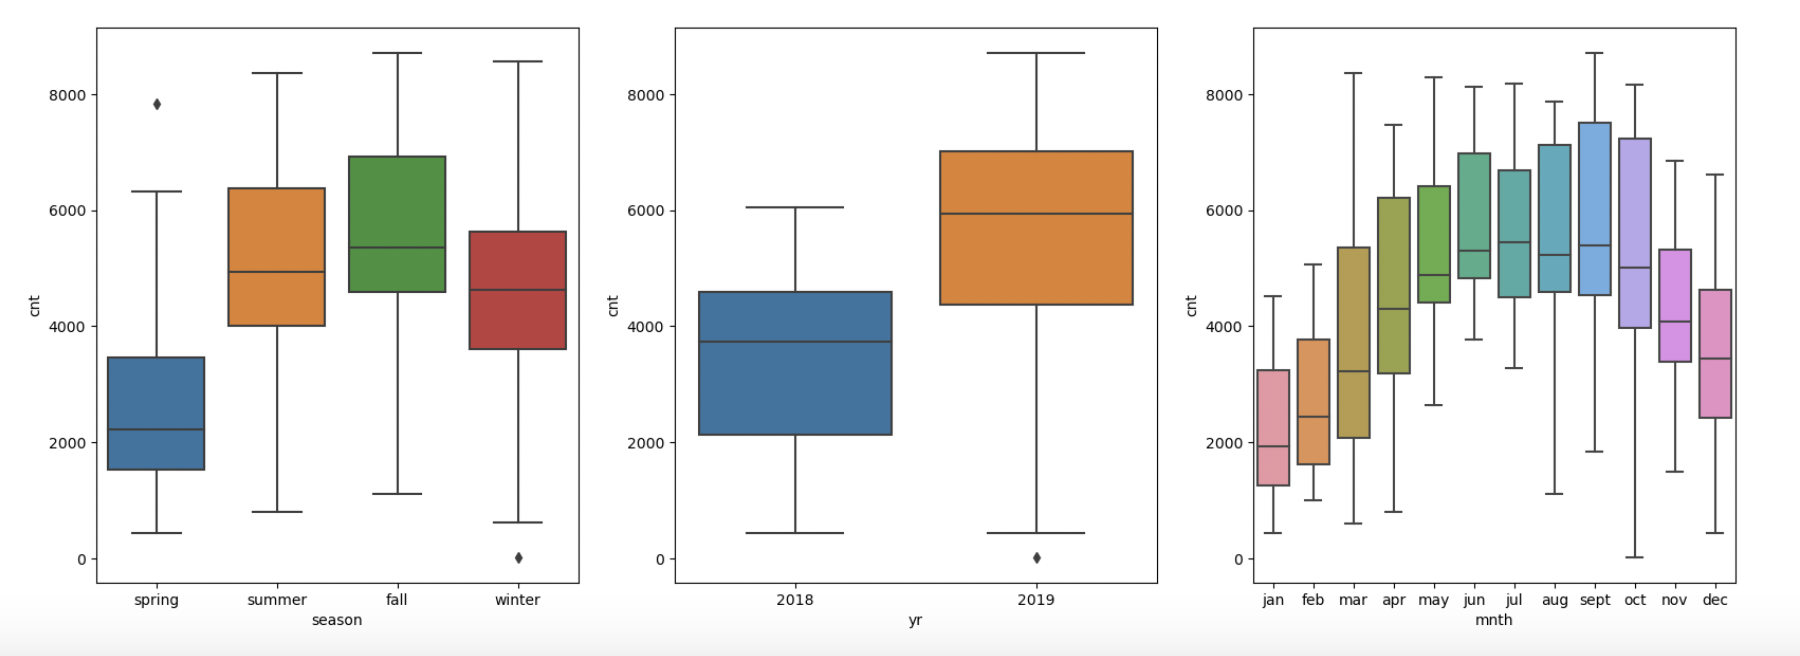 cnt
8000
6000
4000
2000
0
spring summer fall winter
season
cnt
8000
6000
4000
2000
0
2018 2019
yr
cnt
8000
6000
4000
2000
0
jan feb mar apr may jun jul aug sept oct nov dec
mnth